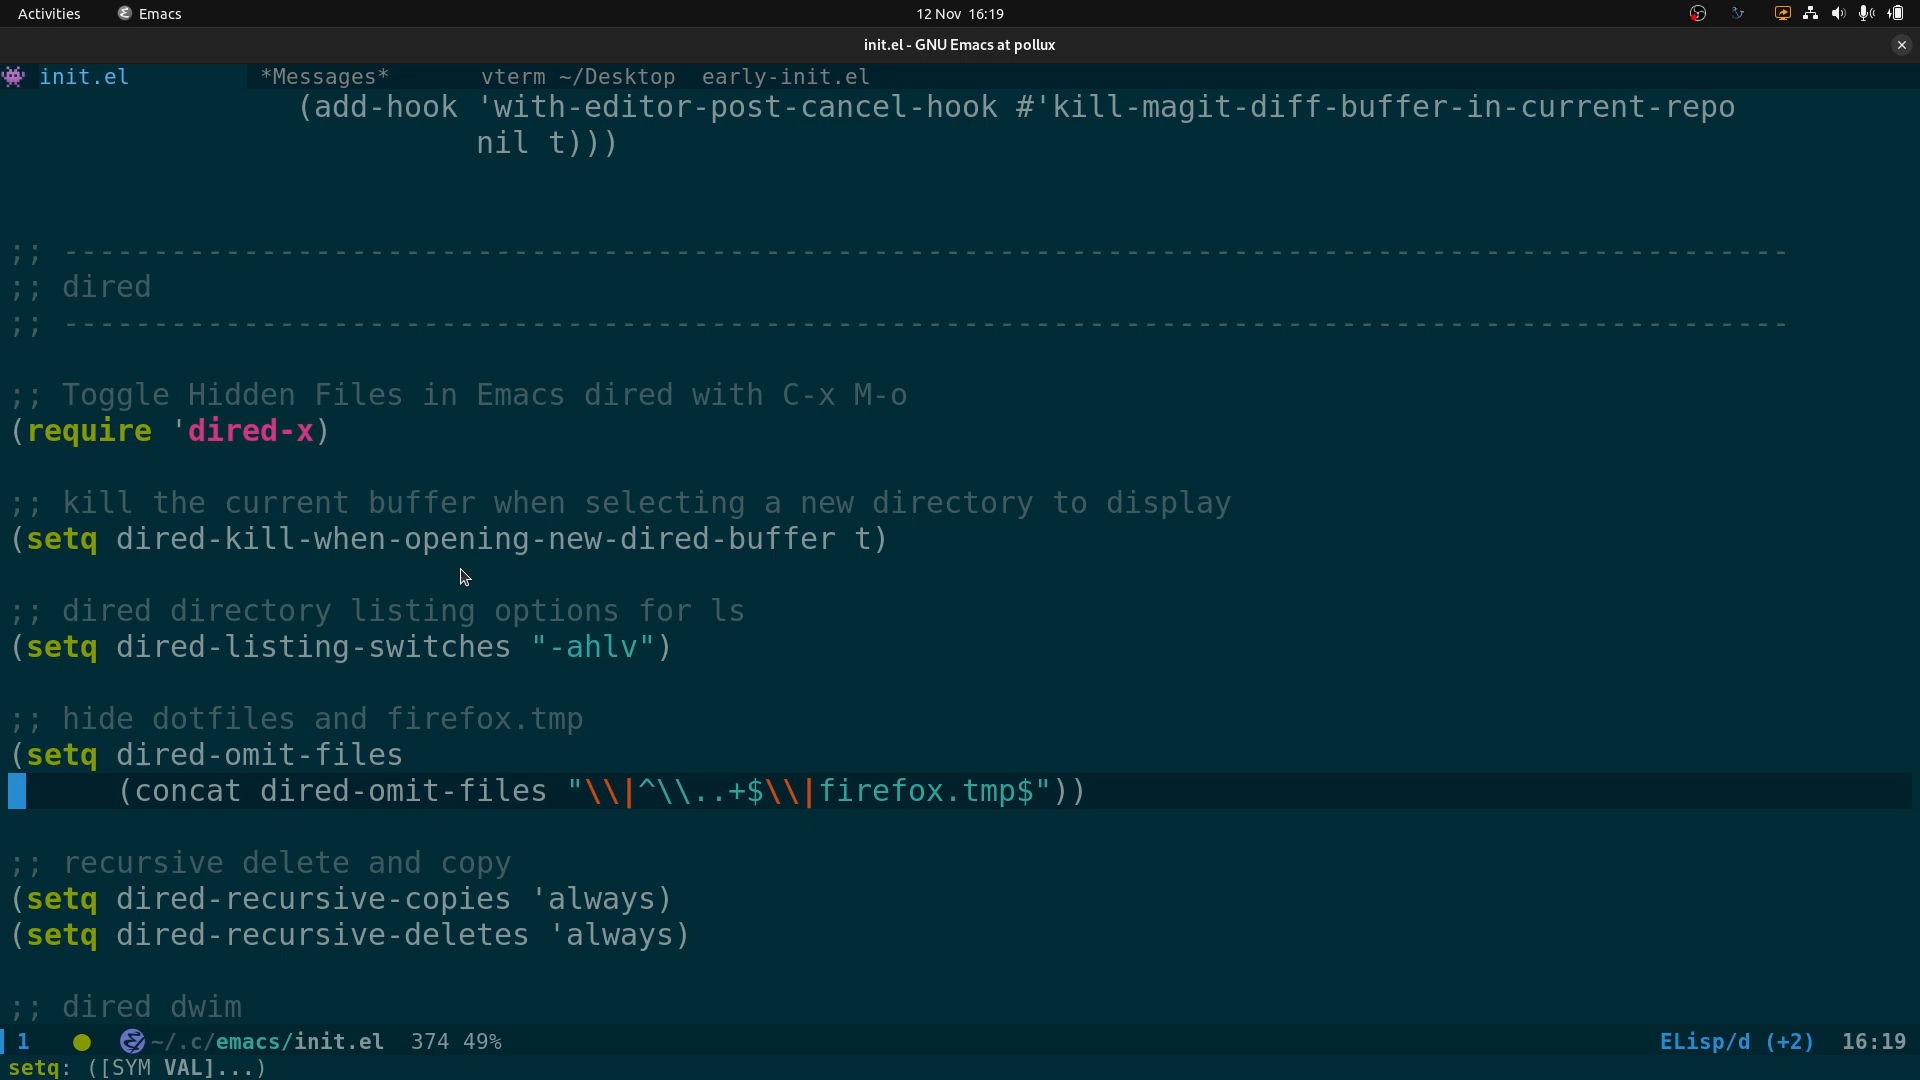 Activities Emacs 12 Nov 16:19
init.el - GNU Emacs at pollux
init.el *Messages* vterm ~/Desktop early-init.el
(add-hook 'with-editor-post-cancel-hook #'kill-magit-diff-buffer-in-current-repo
nil t)))
;; ------------------------------------------------------------------------------------------------
;; dired
;; ------------------------------------------------------------------------------------------------
;; Toggle Hidden Files in Emacs dired with C-x M-o
(require 'dired-x)
;; kill the current buffer when selecting a new directory to display
(setq dired-kill-when-opening-new-dired-buffer t)
;; dired directory listing options for ls
(setq dired-listing-switches "-ahlv")
;; hide dotfiles and firefox.tmp
(setq dired-omit-files
(concat dired-omit-files "\\|^\\..+$\\|firefox.tmp$"))
;; recursive delete and copy
(setq dired-recursive-copies 'always)
(setq dired-recursive-deletes 'always)
;; dired dwim
1 ~/.c/emacs/init.el 374 49% ELisp/d (+2) 16:19
setq: ([SYM VAL]...)